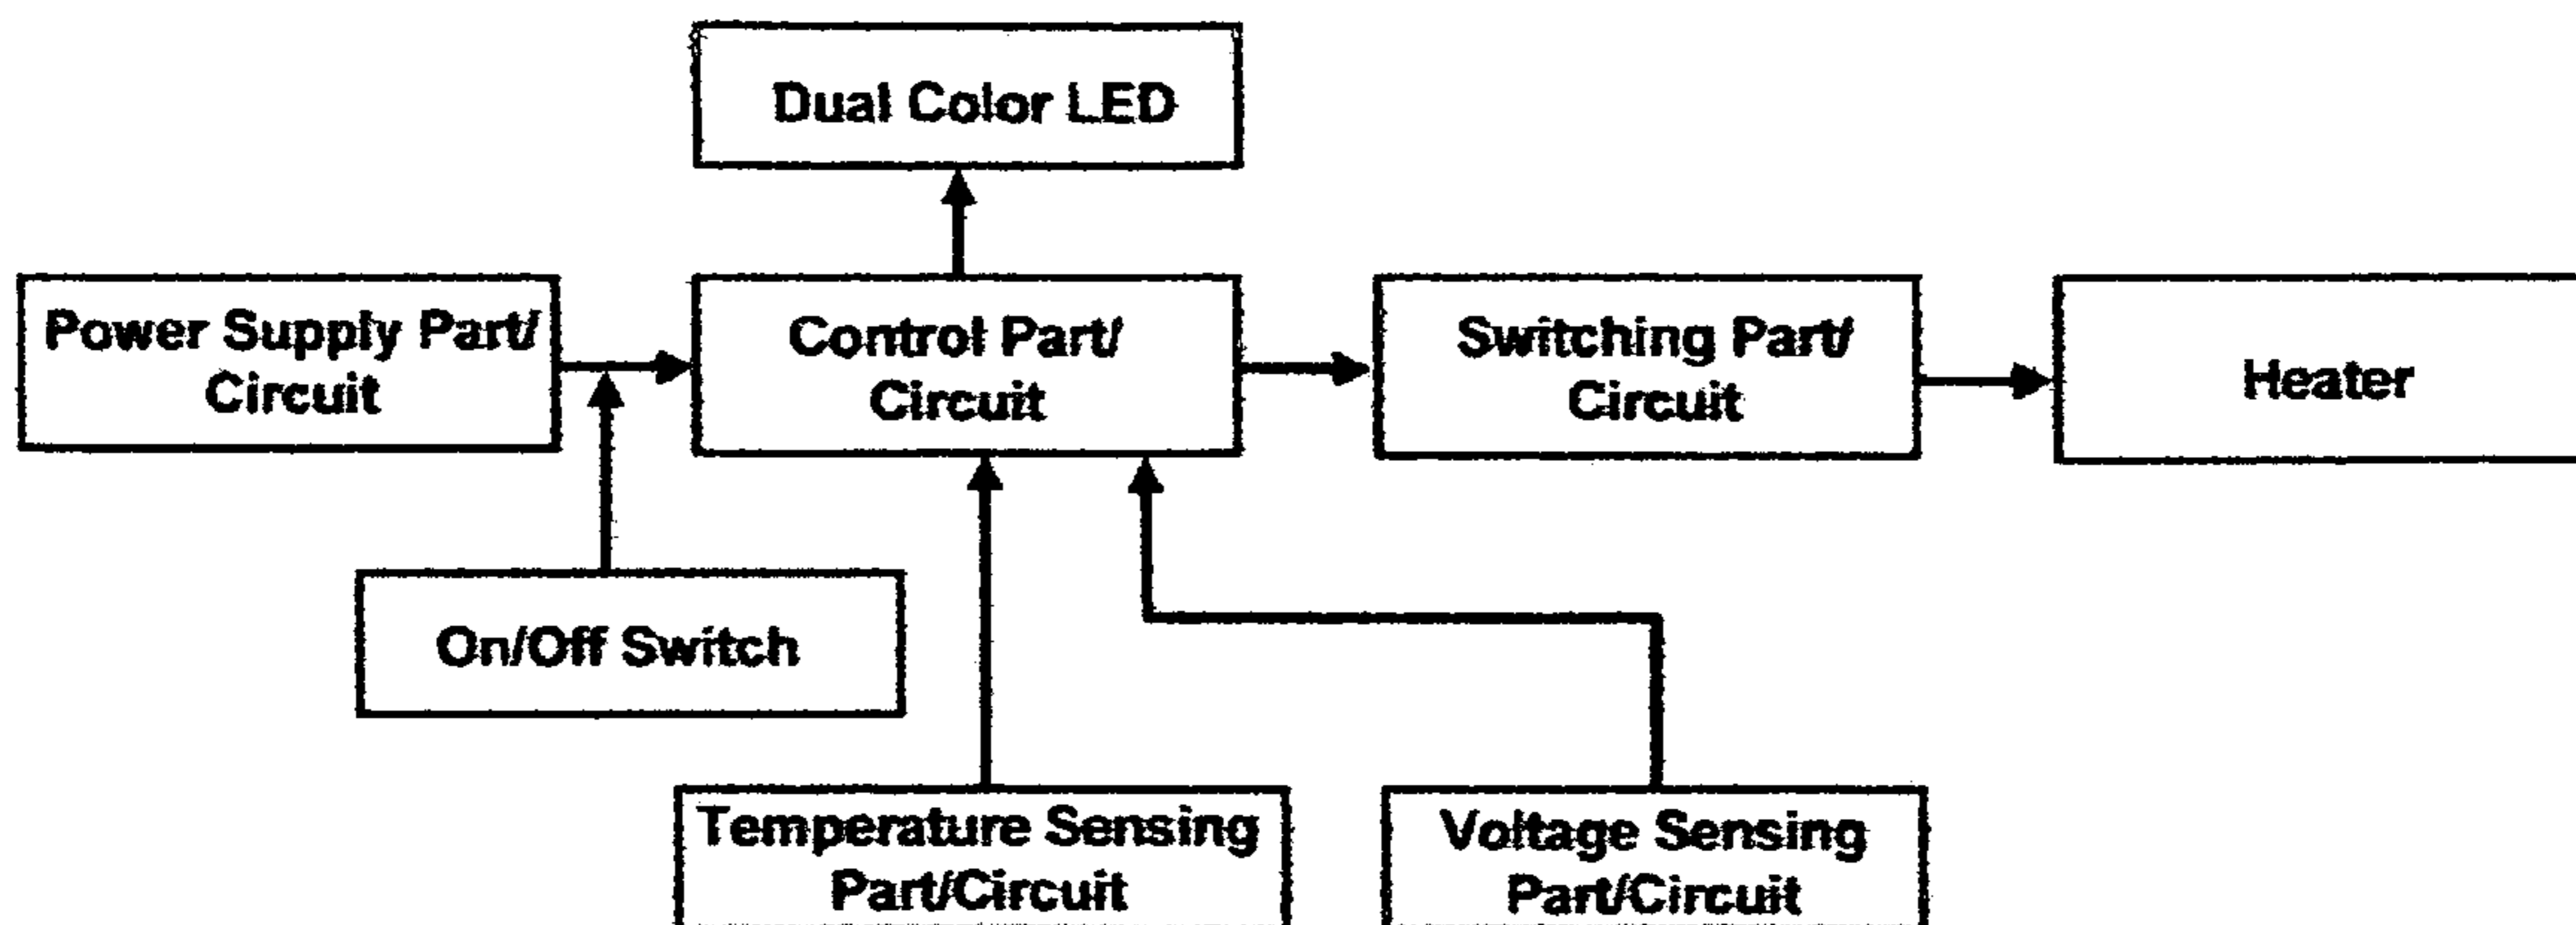 Dual Color LED
Power Supply Part/
Circuit
Control Part/
Circuit
Switching Part/
Circuit
Heater
On/Off Switch
Temperature Sensing
Part/Circuit
Voltage Sensing
Part/Circuit